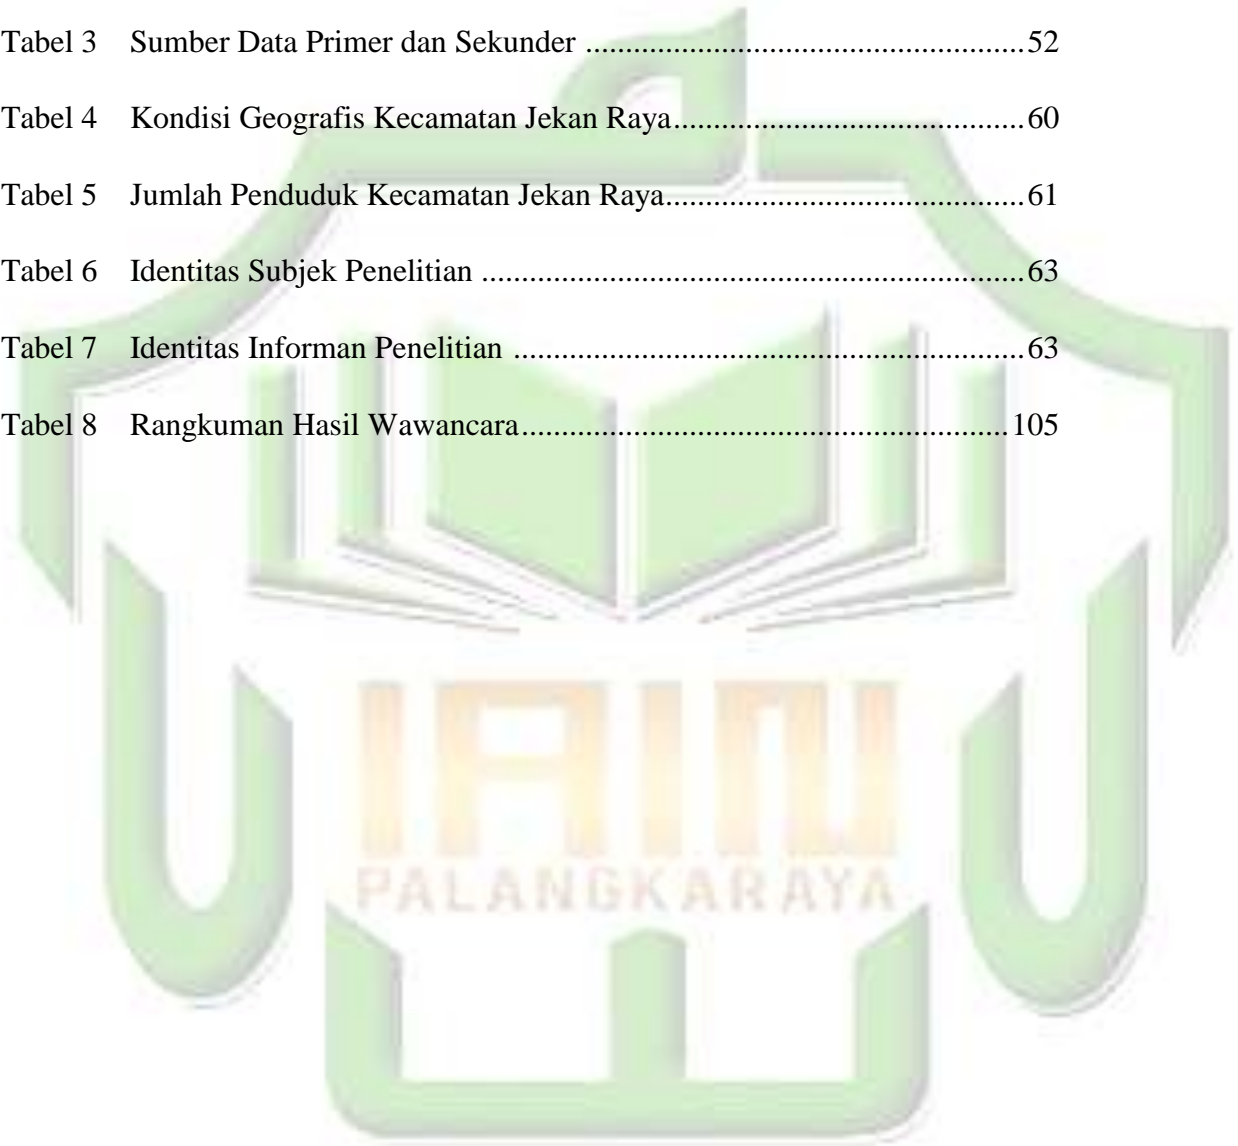 Tabel 3 Sumber Data Primer dan Sekunder ......................................................52
Tabel 4 Kondisi Geografis Kecamatan Jekan Raya...........................................60
Tabel 5 Jumlah Penduduk Kecamatan Jekan Raya............................................61
Tabel 6 Identitas Subjek Penelitian ...................................................................63
Tabel 7 Identitas Informan Penelitian ...............................................................63
Tabel 8 Rangkuman Hasil Wawancara............................................................105
IAIN
PALANGKARAYA